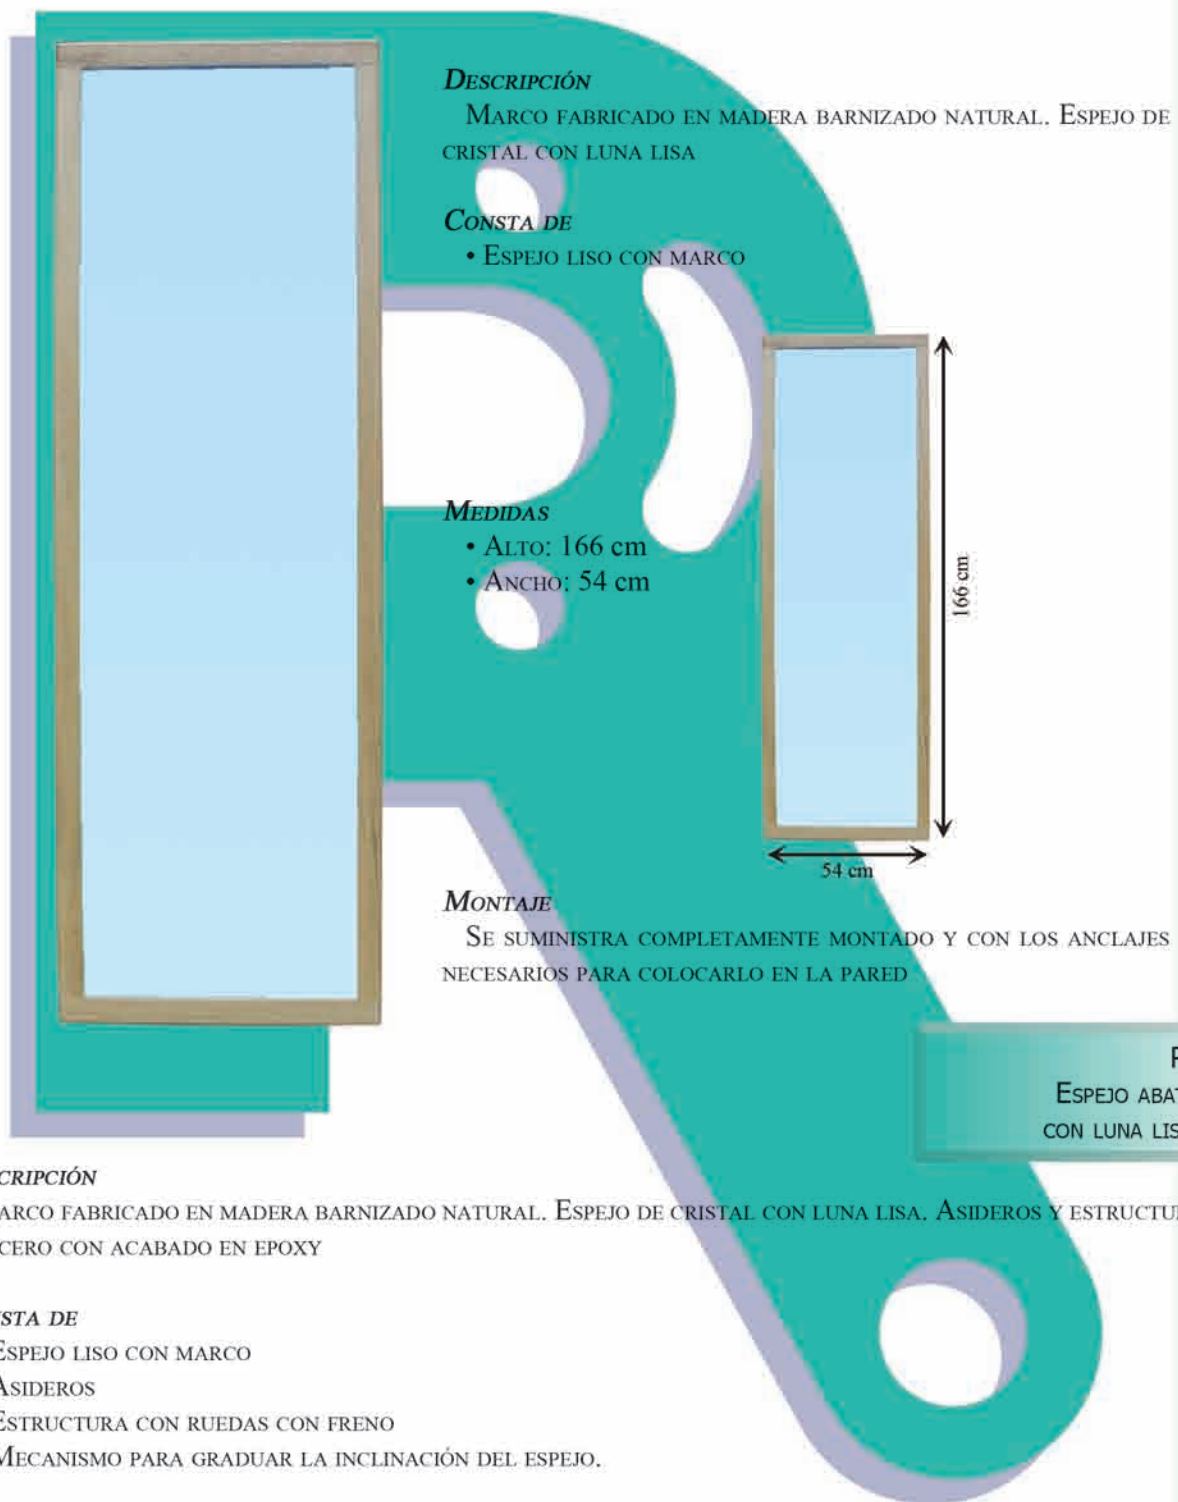 Descripción
Marco fabricado en madera barnizado natural. Espejo de
cristal con luna lisa
Consta de
• Espejo liso con marco
Medidas
• Alto: 166 cm
• Ancho: 54 cm
166 cm
54 cm
Montaje
Se suministra completamente montado y con los anclajes
necesarios para colocarlo en la pared
Espejo aba
con luna lis
cripción
arco fabricado en madera barnizado natural. Espejo de cristal con luna lisa. Asideros y estructu
cero con acabado en epoxy
sta de
Espejo liso con marco
Asideros
Estructura con ruedas con freno
Mecanismo para graduar la inclinación del espejo.